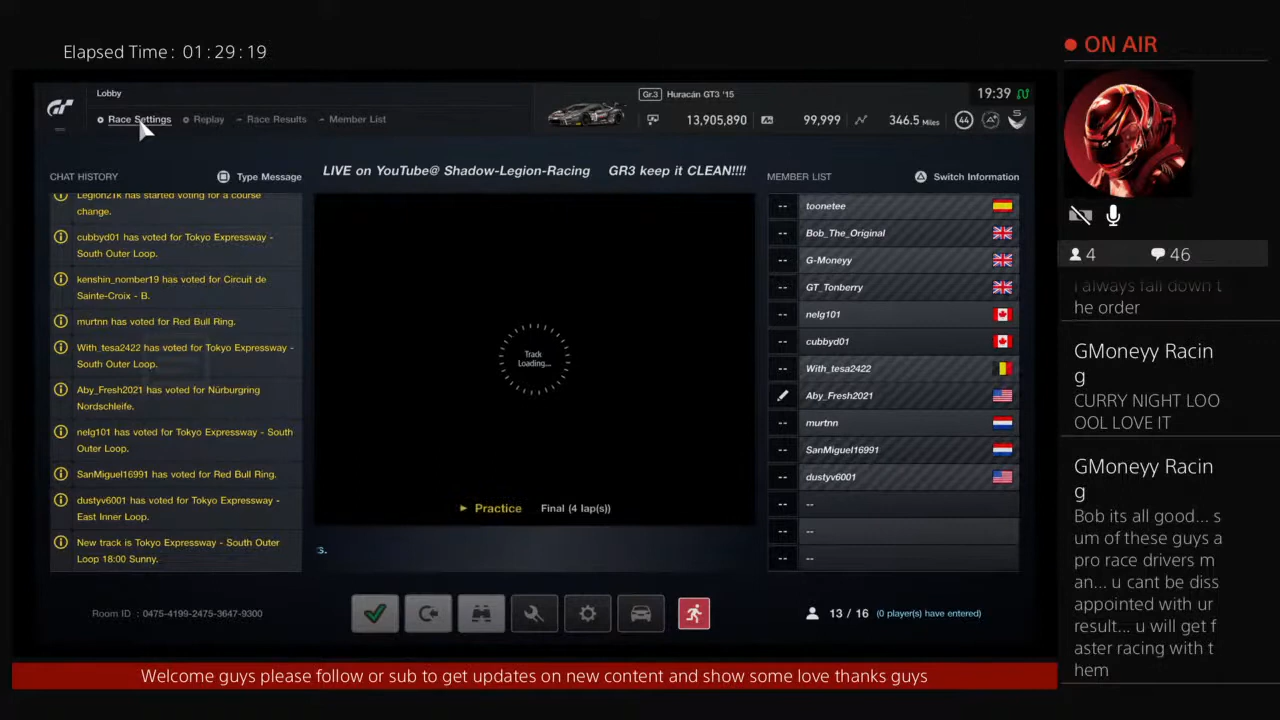 Elapsed Time : 01 : 29 : 19
ON AIR
Lobby
Race Settings
Replay
Race Results
Member List
Gr.3 Huracán GT3 '15
13,905,890
99,999
346.5 Miles
44
19:39
CHAT HISTORY
Type Message
LIVE on YouTube@ Shadow-Legion-Racing GR3 keep it CLEAN!!!!
MEMBER LIST
Switch Information
Legion21k has started voting for a course
change.
cubbyd01 has voted for Tokyo Expressway -
South Outer Loop.
kenshin_nomber19 has voted for Circuit de
Sainte-Croix - B.
murtnn has voted for Red Bull Ring.
With_tesa2422 has voted for Tokyo Expressway -
South Outer Loop.
Aby_Fresh2021 has voted for Nürburgring
Nordschleife.
nelg101 has voted for Tokyo Expressway - South
Outer Loop.
SanMiguel16991 has voted for Red Bull Ring.
dustyv6001 has voted for Tokyo Expressway -
East Inner Loop.
New track is Tokyo Expressway - South Outer
Loop 18:00 Sunny.
Track
Loading...
Practice Final (4 lap(s))
s.
-- toonetee
-- Bob_The_Original
-- G-Moneyy
-- GT_Tonberry
-- nelg101
-- cubbyd01
-- With_tesa2422
Aby_Fresh2021
-- murtnn
-- SanMiguel16991
-- dustyv6001
-- --
-- --
-- --
Room ID : 0475-4199-2475-3647-9300
13 / 16 (0 player(s) have entered)
4
46
I always fall down t
he order
GMoneyy Racin
g
CURRY NIGHT LOO
OOL LOVE IT
GMoneyy Racin
g
Bob its all good... s
um of these guys a
pro race drivers m
an... u cant be diss
appointed with ur
result... u will get f
aster racing with t
hem
Welcome guys please follow or sub to get updates on new content and show some love thanks guys